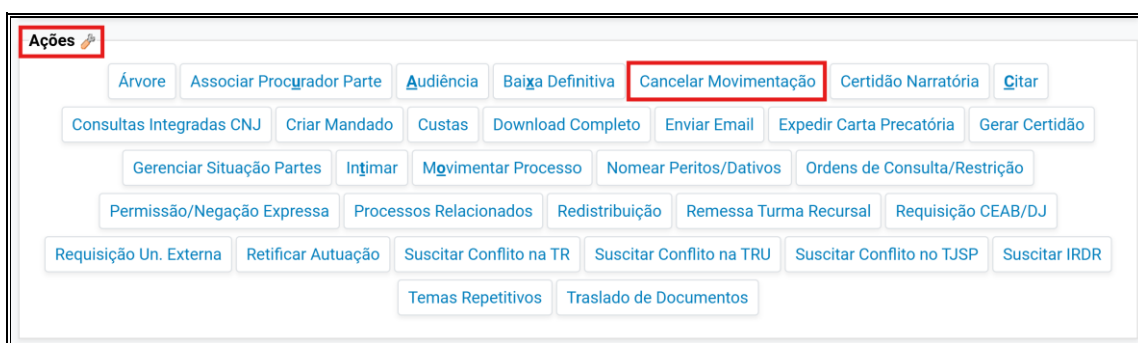 Ações
Árvore Associar Procurador Parte Audiência Baixa Definitiva Cancelar Movimentação Certidão Narratória Citar
Consultas Integradas CNJ Criar Mandado Custas Download Completo Enviar Email Expedir Carta Precatória Gerar Certidão
Gerenciar Situação Partes Intimar Movimentar Processo Nomear Peritos/Dativos Ordens de Consulta/Restrição
Permissão/Negação Expressa Processos Relacionados Redistribuição Remessa Turma Recursal Requisição CEAB/DJ
Requisição Un. Externa Retificar Autuação Suscitar Conflito na TR Suscitar Conflito na TRU Suscitar Conflito no TJSP Suscitar IRDR
Temas Repetitivos Traslado de Documentos